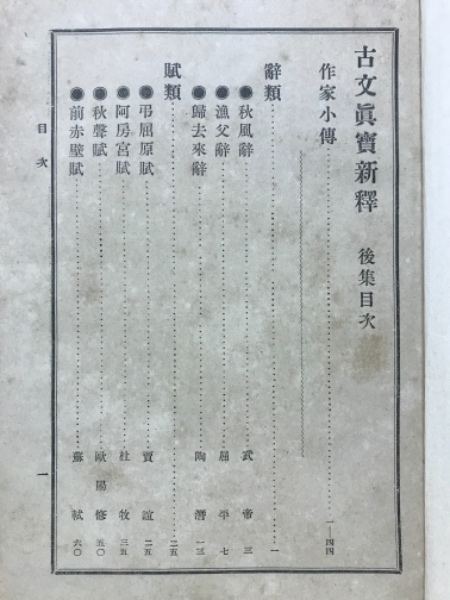 古文眞寶新釋 後集目次
作家小傳 一―四四
辭類 一
●秋風辭 武帝 三
●漁父辭 屈平 七
●歸去來辭 陶潛 一三
賦類 二五
●弔屈原賦 賈誼 二五
●阿房宮賦 杜牧 三五
●秋聲賦 歐陽修 五〇
●前赤壁賦 蘇軾 六〇
目次 一